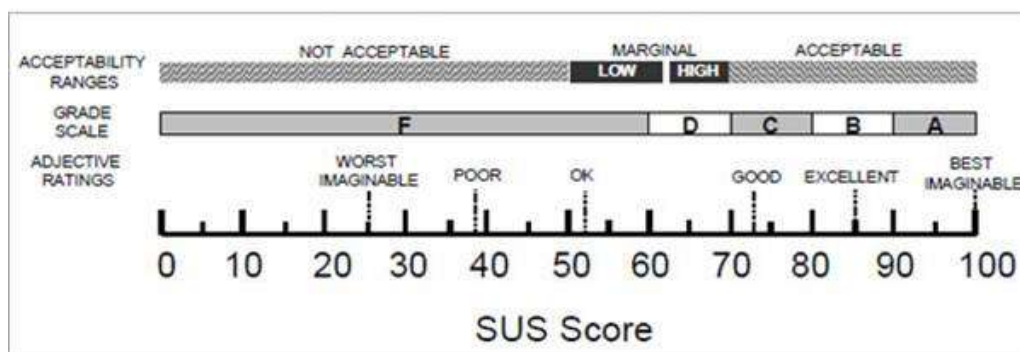 NOT ACCEPTABLE MARGINAL ACCEPTABLE
ACCEPTABILITY RANGES LOW HIGH
GRADE SCALE F D C B A
ADJECTIVE RATINGS WORST IMAGINABLE POOR OK GOOD EXCELLENT BEST IMAGINABLE
0 10 20 30 40 50 60 70 80 90 100
SUS Score